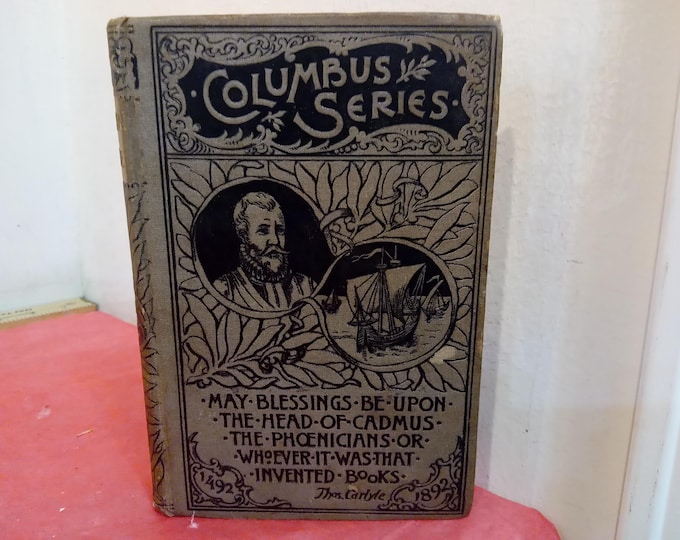 COLUMBUS
SERIES
MAY·BLESSINGS·BE·UPON
·THE·HEAD·OF·CADMUS·
·THE·PHŒNICIANS·OR·
·WHOEVER·IT·WAS·THAT·
·INVENTED·BOOKS·
Thos. Carlyle
1492
1892